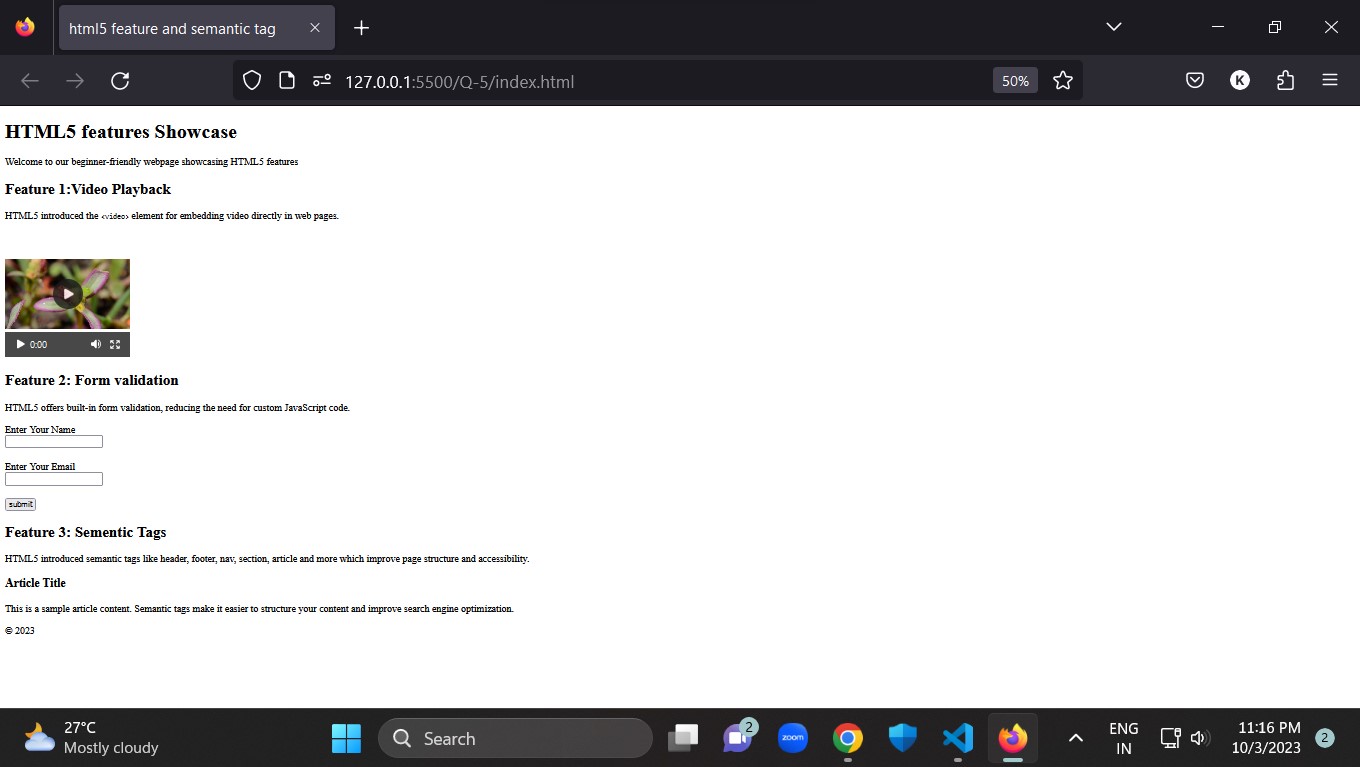 html5 feature and semantic tag
127.0.0.1:5500/Q-5/index.html
50%
K
HTML5 features Showcase
Welcome to our beginner-friendly webpage showcasing HTML5 features
Feature 1:Video Playback
HTML5 introduced the <video> element for embedding video directly in web pages.
0:00
Feature 2: Form validation
HTML5 offers built-in form validation, reducing the need for custom JavaScript code.
Enter Your Name
Enter Your Email
submit
Feature 3: Sementic Tags
HTML5 introduced semantic tags like header, footer, nav, section, article and more which improve page structure and accessibility.
Article Title
This is a sample article content. Semantic tags make it easier to structure your content and improve search engine optimization.
© 2023
27°C
Mostly cloudy
Search
2
zoom
ENG
IN
11:16 PM
10/3/2023
2